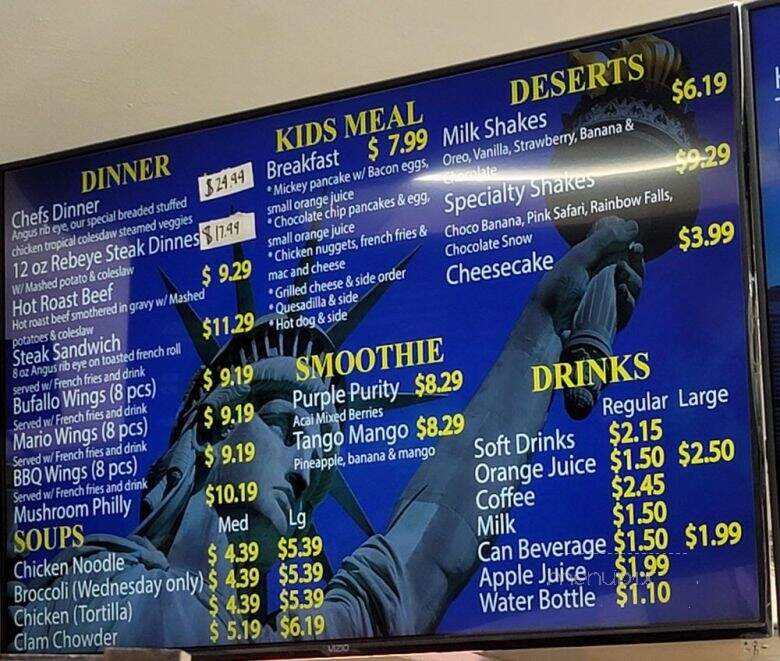 DINNER
Chefs Dinner $24.99
Angus rib eye, our special breaded stuffed
chicken tropical colesdaw steamed veggies
12 oz Rebeye Steak Dinnes $17.99
W/ Mashed potato & coleslaw
Hot Roast Beef $ 9.29
Hot roast beef smothered in gravy w/ Mashed
potatoes & coleslaw
Steak Sandwich $11.29
8 oz Angus rib eye on toasted french roll
served w/ French fries and drink
Bufallo Wings (8 pcs) $ 9.19
Served w/ French fries and drink
Mario Wings (8 pcs) $ 9.19
Served w/ French fries and drink
BBQ Wings (8 pcs) $ 9.19
Served w/ French fries and drink
Mushroom Philly $10.19
SOUPS Med Lg
Chicken Noodle $ 4.39 $5.39
Broccoli (Wednesday only) $ 4.39 $5.39
Chicken (Tortilla) $ 4.39 $5.39
Clam Chowder $ 5.19 $6.19
KIDS MEAL
Breakfast $ 7.99
* Mickey pancake w/ Bacon eggs,
small orange juice
* Chocolate chip pancakes & egg,
small orange juice
* Chicken nuggets, french fries &
mac and cheese
* Grilled cheese & side order
* Quesadilla & side
* Hot dog & side
SMOOTHIE
Purple Purity $8.29
Acai Mixed Berries
Tango Mango $8.29
Pineapple, banana & mango
DESERTS
Milk Shakes $6.19
Oreo, Vanilla, Strawberry, Banana &
Chocolate
Specialty Shakes $9.29
Choco Banana, Pink Safari, Rainbow Falls,
Chocolate Snow
Cheesecake $3.99
DRINKS
Regular Large
Soft Drinks $2.15
Orange Juice $1.50 $2.50
Coffee $2.45
Milk $1.50
Can Beverage $1.50 $1.99
Apple Juice $1.99
Water Bottle $1.10
VIZIO